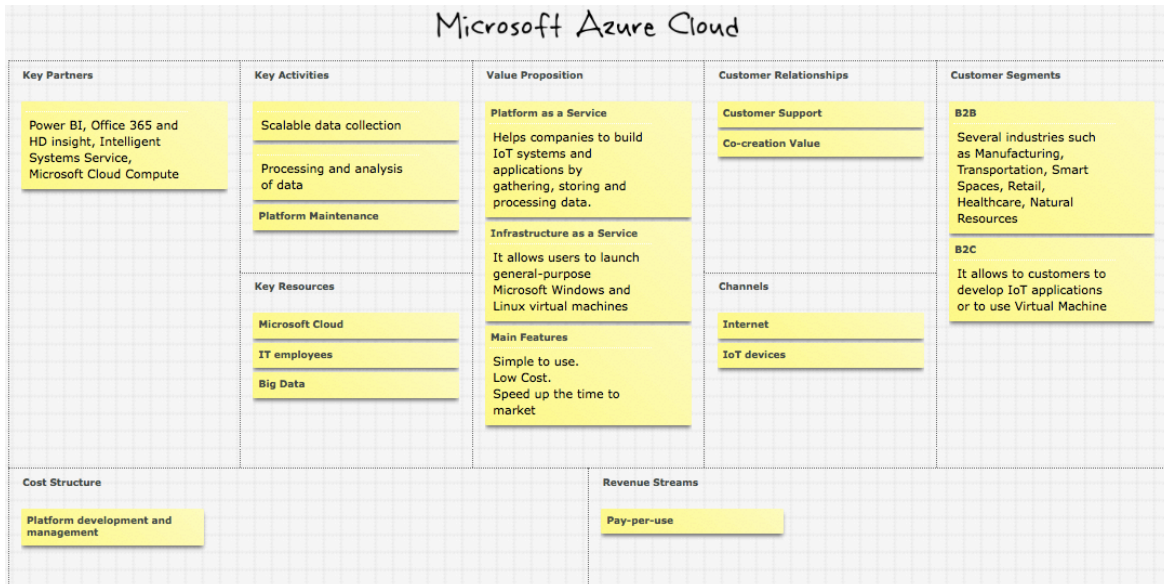 Microsoft Azure Cloud
Key Partners
Power BI, Office 365 and
HD insight, Intelligent
Systems Service,
Microsoft Cloud Compute
Key Activities
Scalable data collection
Processing and analysis
of data
Platform Maintenance
Key Resources
Microsoft Cloud
IT employees
Big Data
Value Proposition
Platform as a Service
Helps companies to build
IoT systems and
applications by
gathering, storing and
processing data.
Infrastructure as a Service
It allows users to launch
general-purpose
Microsoft Windows and
Linux virtual machines
Main Features
Simple to use.
Low Cost.
Speed up the time to
market
Customer Relationships
Customer Support
Co-creation Value
Channels
Internet
IoT devices
Customer Segments
B2B
Several industries such
as Manufacturing,
Transportation, Smart
Spaces, Retail,
Healthcare, Natural
Resources
B2C
It allows to customers to
develop IoT applications
or to use Virtual Machine
Cost Structure
Platform development and
management
Revenue Streams
Pay-per-use